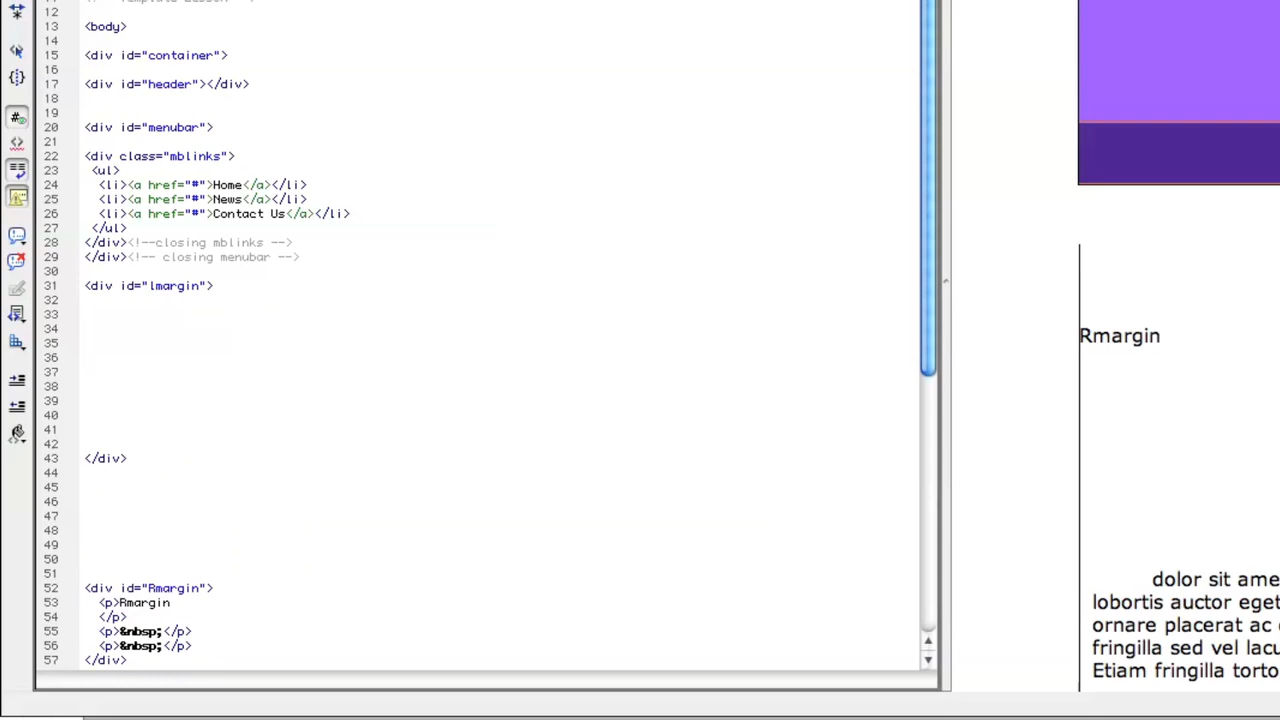 12
13 <body>
14
15 <div id="container">
16
17 <div id="header"></div>
18
19
20 <div id="menubar">
21
22 <div class="mblinks">
23 <ul>
24 <li><a href="#">Home</a></li>
25 <li><a href="#">News</a></li>
26 <li><a href="#">Contact Us</a></li>
27 </ul>
28 </div><!--closing mblinks -->
29 </div><!-- closing menubar -->
30
31 <div id="lmargin">
32
33
34
35
36
37
38
39
40
41
42
43 </div>
44
45
46
47
48
49
50
51
52 <div id="Rmargin">
53 <p>Rmargin
54 </p>
55 <p>&nbsp;</p>
56 <p>&nbsp;</p>
57 </div>
Rmargin
dolor sit ame
lobortis auctor eget
ornare placerat ac
fringilla sed vel lacu
Etiam fringilla torto